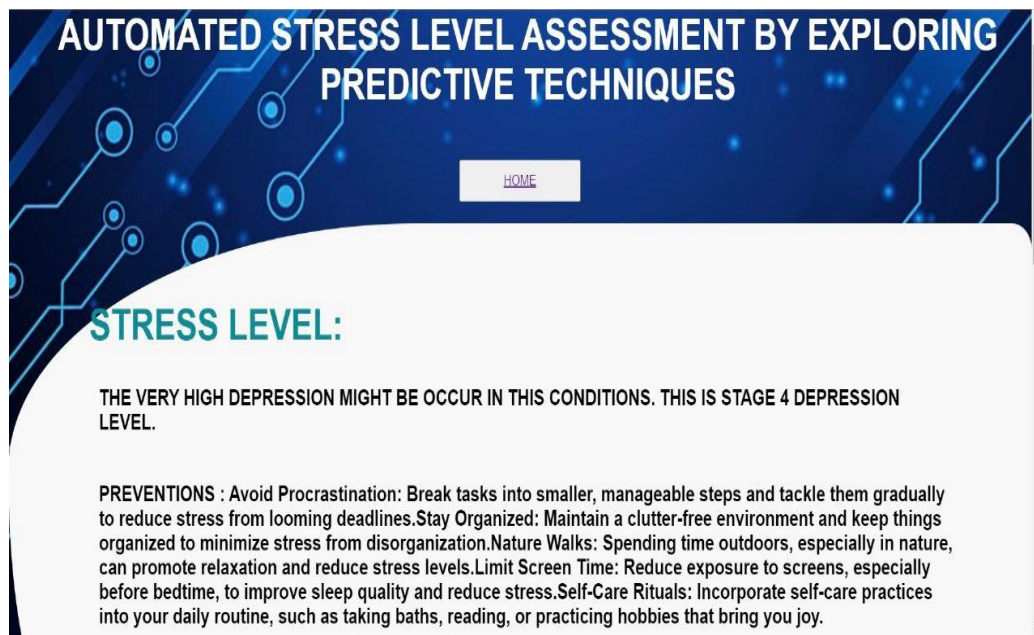 AUTOMATED STRESS LEVEL ASSESSMENT BY EXPLORING
PREDICTIVE TECHNIQUES
HOME
STRESS LEVEL:
THE VERY HIGH DEPRESSION MIGHT BE OCCUR IN THIS CONDITIONS. THIS IS STAGE 4 DEPRESSION
LEVEL.
PREVENTIONS : Avoid Procrastination: Break tasks into smaller, manageable steps and tackle them gradually
to reduce stress from looming deadlines.Stay Organized: Maintain a clutter-free environment and keep things
organized to minimize stress from disorganization.Nature Walks: Spending time outdoors, especially in nature,
can promote relaxation and reduce stress levels.Limit Screen Time: Reduce exposure to screens, especially
before bedtime, to improve sleep quality and reduce stress.Self-Care Rituals: Incorporate self-care practices
into your daily routine, such as taking baths, reading, or practicing hobbies that bring you joy.